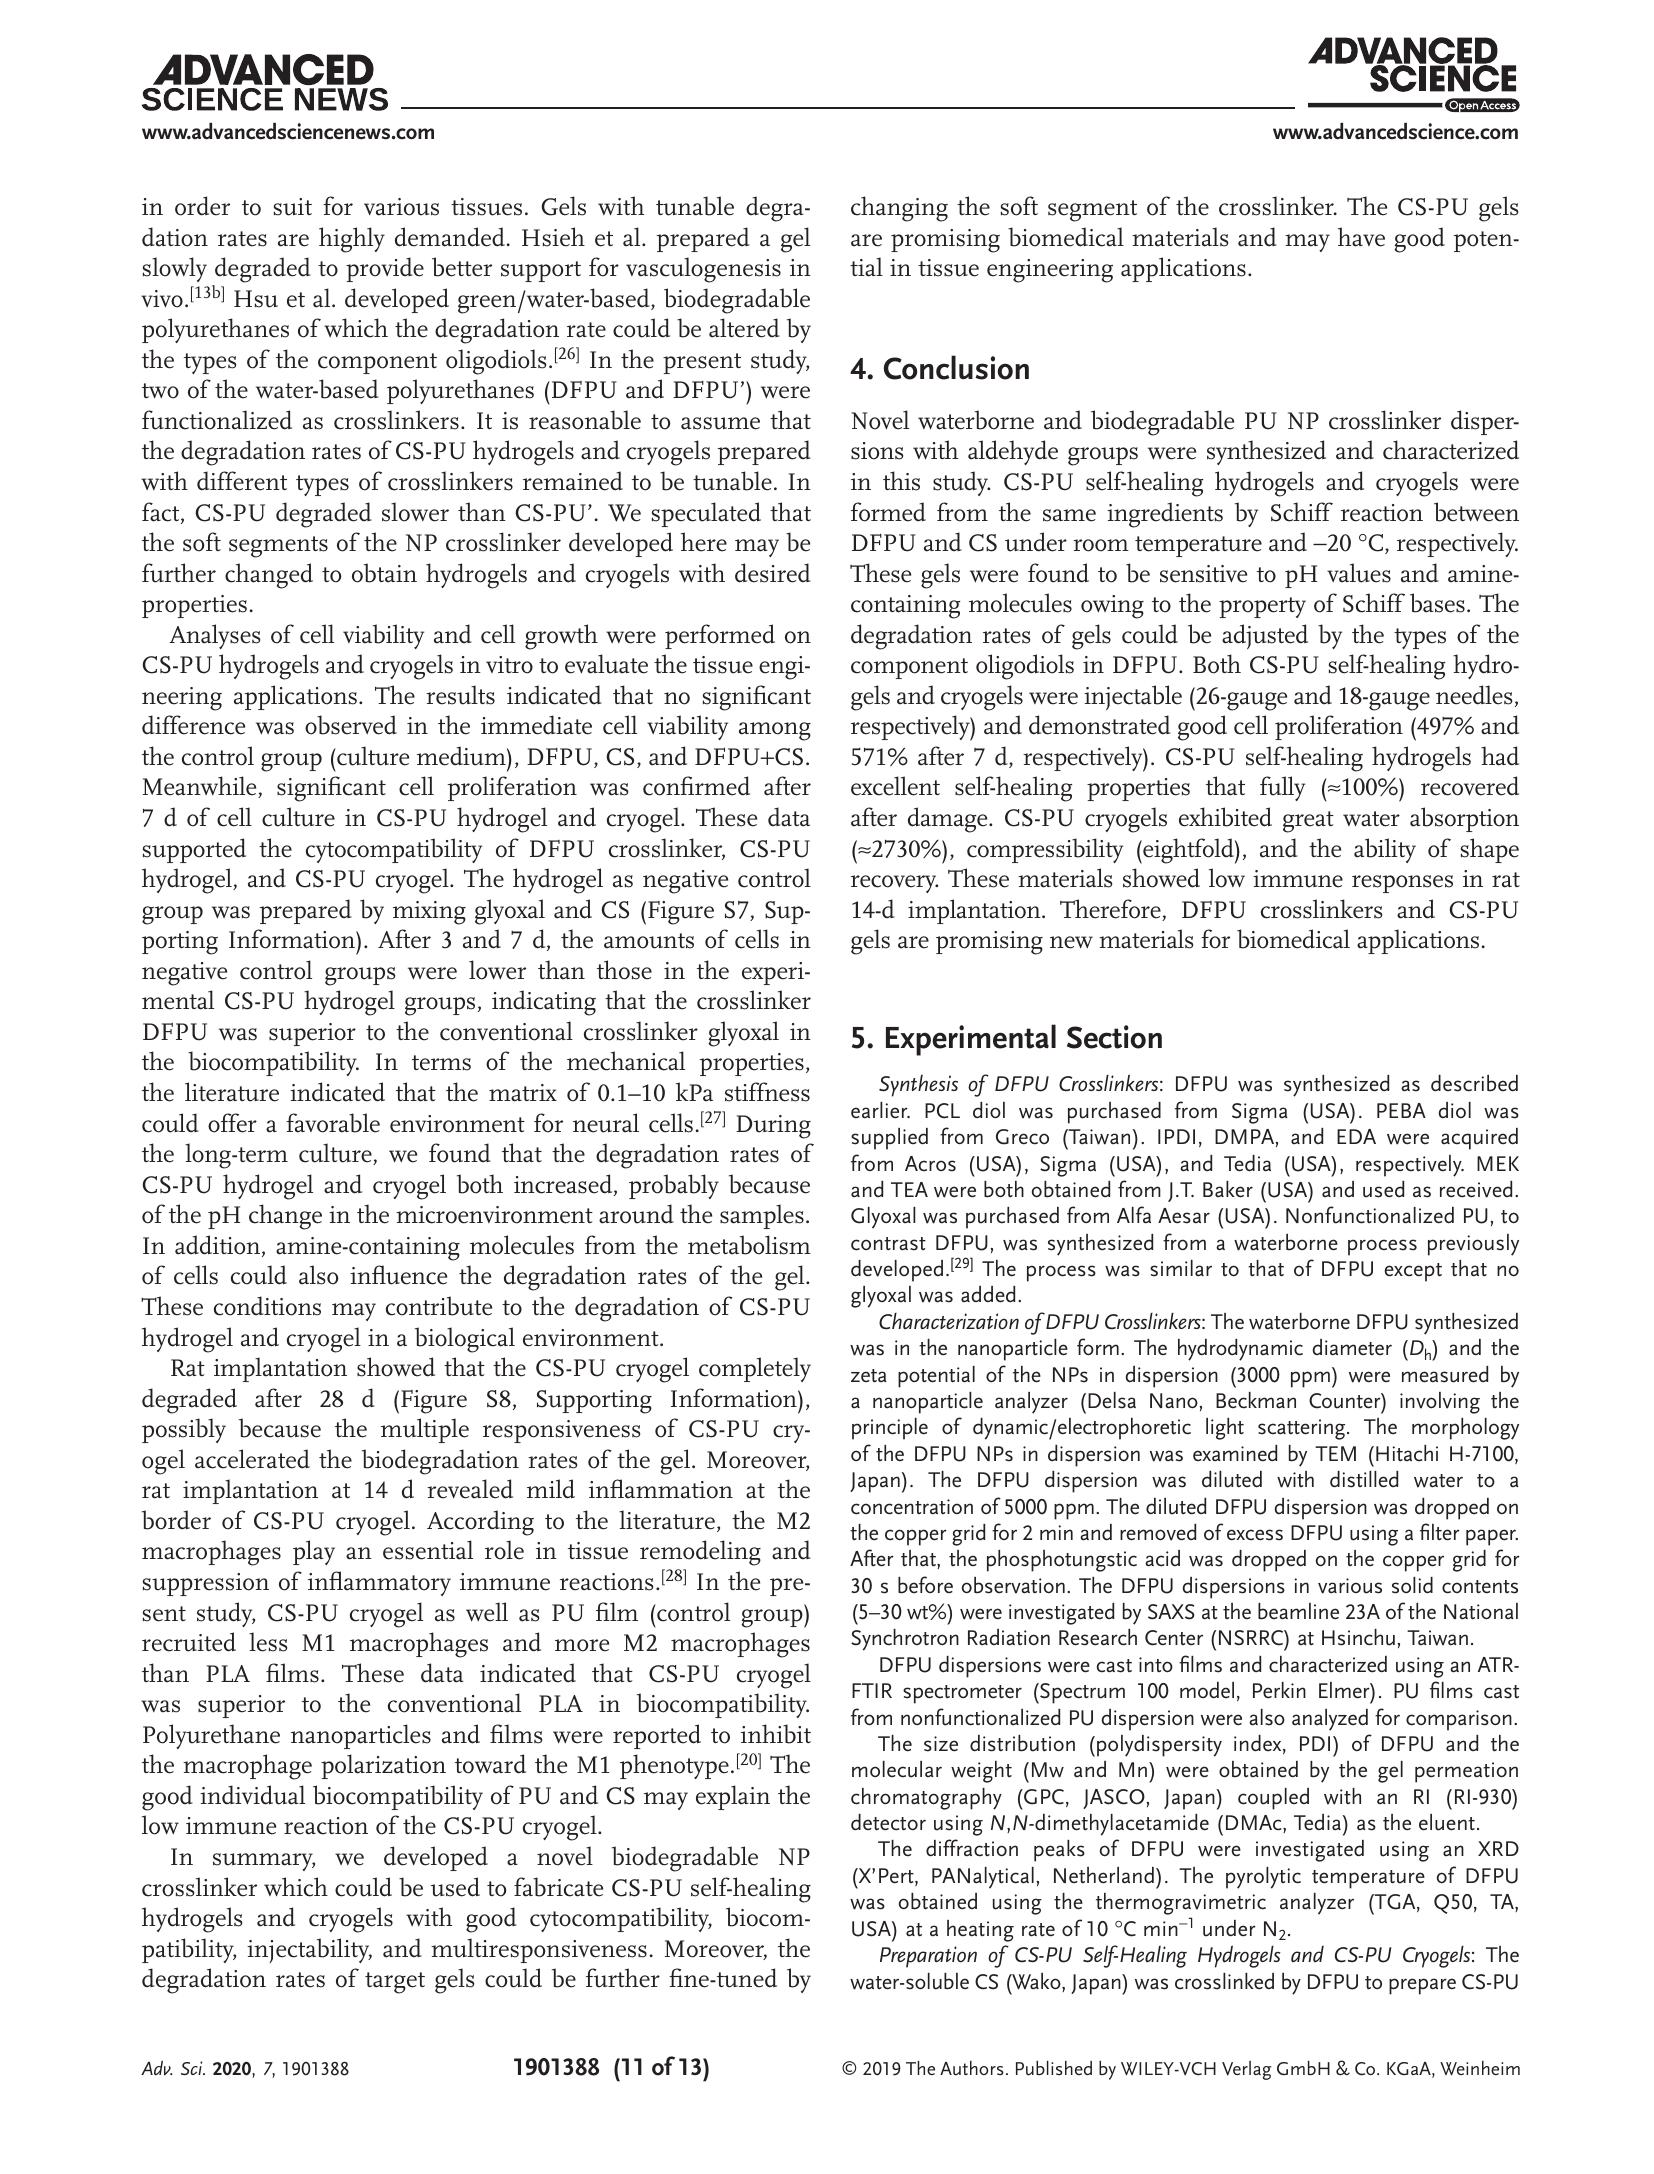 ADVANCED
SCIENCE NEWS
www.advancedsciencenews.com
ADVANCED
SCIENCE
Open Access
www.advancedscience.com
in order to suit for various tissues. Gels with tunable degra-
dation rates are highly demanded. Hsieh et al. prepared a gel
slowly degraded to provide better support for vasculogenesis in
vivo.[13b] Hsu et al. developed green/water-based, biodegradable
polyurethanes of which the degradation rate could be altered by
the types of the component oligodiols.[26] In the present study,
two of the water-based polyurethanes (DFPU and DFPU’) were
functionalized as crosslinkers. It is reasonable to assume that
the degradation rates of CS-PU hydrogels and cryogels prepared
with different types of crosslinkers remained to be tunable. In
fact, CS-PU degraded slower than CS-PU’. We speculated that
the soft segments of the NP crosslinker developed here may be
further changed to obtain hydrogels and cryogels with desired
properties.
Analyses of cell viability and cell growth were performed on
CS-PU hydrogels and cryogels in vitro to evaluate the tissue engi-
neering applications. The results indicated that no significant
difference was observed in the immediate cell viability among
the control group (culture medium), DFPU, CS, and DFPU+CS.
Meanwhile, significant cell proliferation was confirmed after
7 d of cell culture in CS-PU hydrogel and cryogel. These data
supported the cytocompatibility of DFPU crosslinker, CS-PU
hydrogel, and CS-PU cryogel. The hydrogel as negative control
group was prepared by mixing glyoxal and CS (Figure S7, Sup-
porting Information). After 3 and 7 d, the amounts of cells in
negative control groups were lower than those in the experi-
mental CS-PU hydrogel groups, indicating that the crosslinker
DFPU was superior to the conventional crosslinker glyoxal in
the biocompatibility. In terms of the mechanical properties,
the literature indicated that the matrix of 0.1–10 kPa stiffness
could offer a favorable environment for neural cells.[27] During
the long-term culture, we found that the degradation rates of
CS-PU hydrogel and cryogel both increased, probably because
of the pH change in the microenvironment around the samples.
In addition, amine-containing molecules from the metabolism
of cells could also influence the degradation rates of the gel.
These conditions may contribute to the degradation of CS-PU
hydrogel and cryogel in a biological environment.
Rat implantation showed that the CS-PU cryogel completely
degraded after 28 d (Figure S8, Supporting Information),
possibly because the multiple responsiveness of CS-PU cry-
ogel accelerated the biodegradation rates of the gel. Moreover,
rat implantation at 14 d revealed mild inflammation at the
border of CS-PU cryogel. According to the literature, the M2
macrophages play an essential role in tissue remodeling and
suppression of inflammatory immune reactions.[28] In the pre-
sent study, CS-PU cryogel as well as PU film (control group)
recruited less M1 macrophages and more M2 macrophages
than PLA films. These data indicated that CS-PU cryogel
was superior to the conventional PLA in biocompatibility.
Polyurethane nanoparticles and films were reported to inhibit
the macrophage polarization toward the M1 phenotype.[20] The
good individual biocompatibility of PU and CS may explain the
low immune reaction of the CS-PU cryogel.
In summary, we developed a novel biodegradable NP
crosslinker which could be used to fabricate CS-PU self-healing
hydrogels and cryogels with good cytocompatibility, biocom-
patibility, injectability, and multiresponsiveness. Moreover, the
degradation rates of target gels could be further fine-tuned by
changing the soft segment of the crosslinker. The CS-PU gels
are promising biomedical materials and may have good poten-
tial in tissue engineering applications.
4. Conclusion
Novel waterborne and biodegradable PU NP crosslinker disper-
sions with aldehyde groups were synthesized and characterized
in this study. CS-PU self-healing hydrogels and cryogels were
formed from the same ingredients by Schiff reaction between
DFPU and CS under room temperature and −20 °C, respectively.
These gels were found to be sensitive to pH values and amine-
containing molecules owing to the property of Schiff bases. The
degradation rates of gels could be adjusted by the types of the
component oligodiols in DFPU. Both CS-PU self-healing hydro-
gels and cryogels were injectable (26-gauge and 18-gauge needles,
respectively) and demonstrated good cell proliferation (497% and
571% after 7 d, respectively). CS-PU self-healing hydrogels had
excellent self-healing properties that fully (≈100%) recovered
after damage. CS-PU cryogels exhibited great water absorption
(≈2730%), compressibility (eightfold), and the ability of shape
recovery. These materials showed low immune responses in rat
14-d implantation. Therefore, DFPU crosslinkers and CS-PU
gels are promising new materials for biomedical applications.
5. Experimental Section
Synthesis of DFPU Crosslinkers: DFPU was synthesized as described
earlier. PCL diol was purchased from Sigma (USA). PEBA diol was
supplied from Greco (Taiwan). IPDI, DMPA, and EDA were acquired
from Acros (USA), Sigma (USA), and Tedia (USA), respectively. MEK
and TEA were both obtained from J.T. Baker (USA) and used as received.
Glyoxal was purchased from Alfa Aesar (USA). Nonfunctionalized PU, to
contrast DFPU, was synthesized from a waterborne process previously
developed.[29] The process was similar to that of DFPU except that no
glyoxal was added.
Characterization of DFPU Crosslinkers: The waterborne DFPU synthesized
was in the nanoparticle form. The hydrodynamic diameter (Dh) and the
zeta potential of the NPs in dispersion (3000 ppm) were measured by
a nanoparticle analyzer (Delsa Nano, Beckman Counter) involving the
principle of dynamic/electrophoretic light scattering. The morphology
of the DFPU NPs in dispersion was examined by TEM (Hitachi H-7100,
Japan). The DFPU dispersion was diluted with distilled water to a
concentration of 5000 ppm. The diluted DFPU dispersion was dropped on
the copper grid for 2 min and removed of excess DFPU using a filter paper.
After that, the phosphotungstic acid was dropped on the copper grid for
30 s before observation. The DFPU dispersions in various solid contents
(5–30 wt%) were investigated by SAXS at the beamline 23A of the National
Synchrotron Radiation Research Center (NSRRC) at Hsinchu, Taiwan.
DFPU dispersions were cast into films and characterized using an ATR-
FTIR spectrometer (Spectrum 100 model, Perkin Elmer). PU films cast
from nonfunctionalized PU dispersion were also analyzed for comparison.
The size distribution (polydispersity index, PDI) of DFPU and the
molecular weight (Mw and Mn) were obtained by the gel permeation
chromatography (GPC, JASCO, Japan) coupled with an RI (RI-930)
detector using N,N-dimethylacetamide (DMAc, Tedia) as the eluent.
The diffraction peaks of DFPU were investigated using an XRD
(X’Pert, PANalytical, Netherland). The pyrolytic temperature of DFPU
was obtained using the thermogravimetric analyzer (TGA, Q50, TA,
USA) at a heating rate of 10 °C min−1 under N2.
Preparation of CS-PU Self-Healing Hydrogels and CS-PU Cryogels: The
water-soluble CS (Wako, Japan) was crosslinked by DFPU to prepare CS-PU
Adv. Sci. 2020, 7, 1901388
1901388 (11 of 13)
© 2019 The Authors. Published by WILEY-VCH Verlag GmbH & Co. KGaA, Weinheim